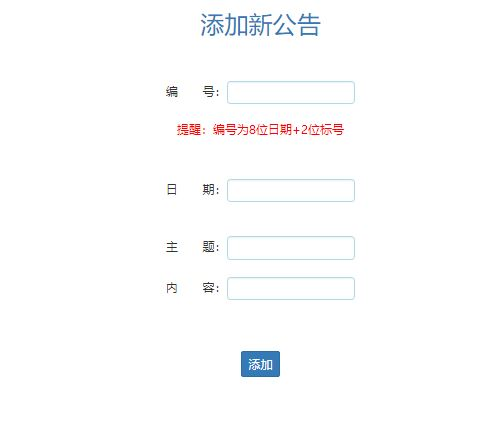 添加新公告
编 号：
提醒：编号为8位日期+2位标号
日 期：
主 题：
内 容：
添加